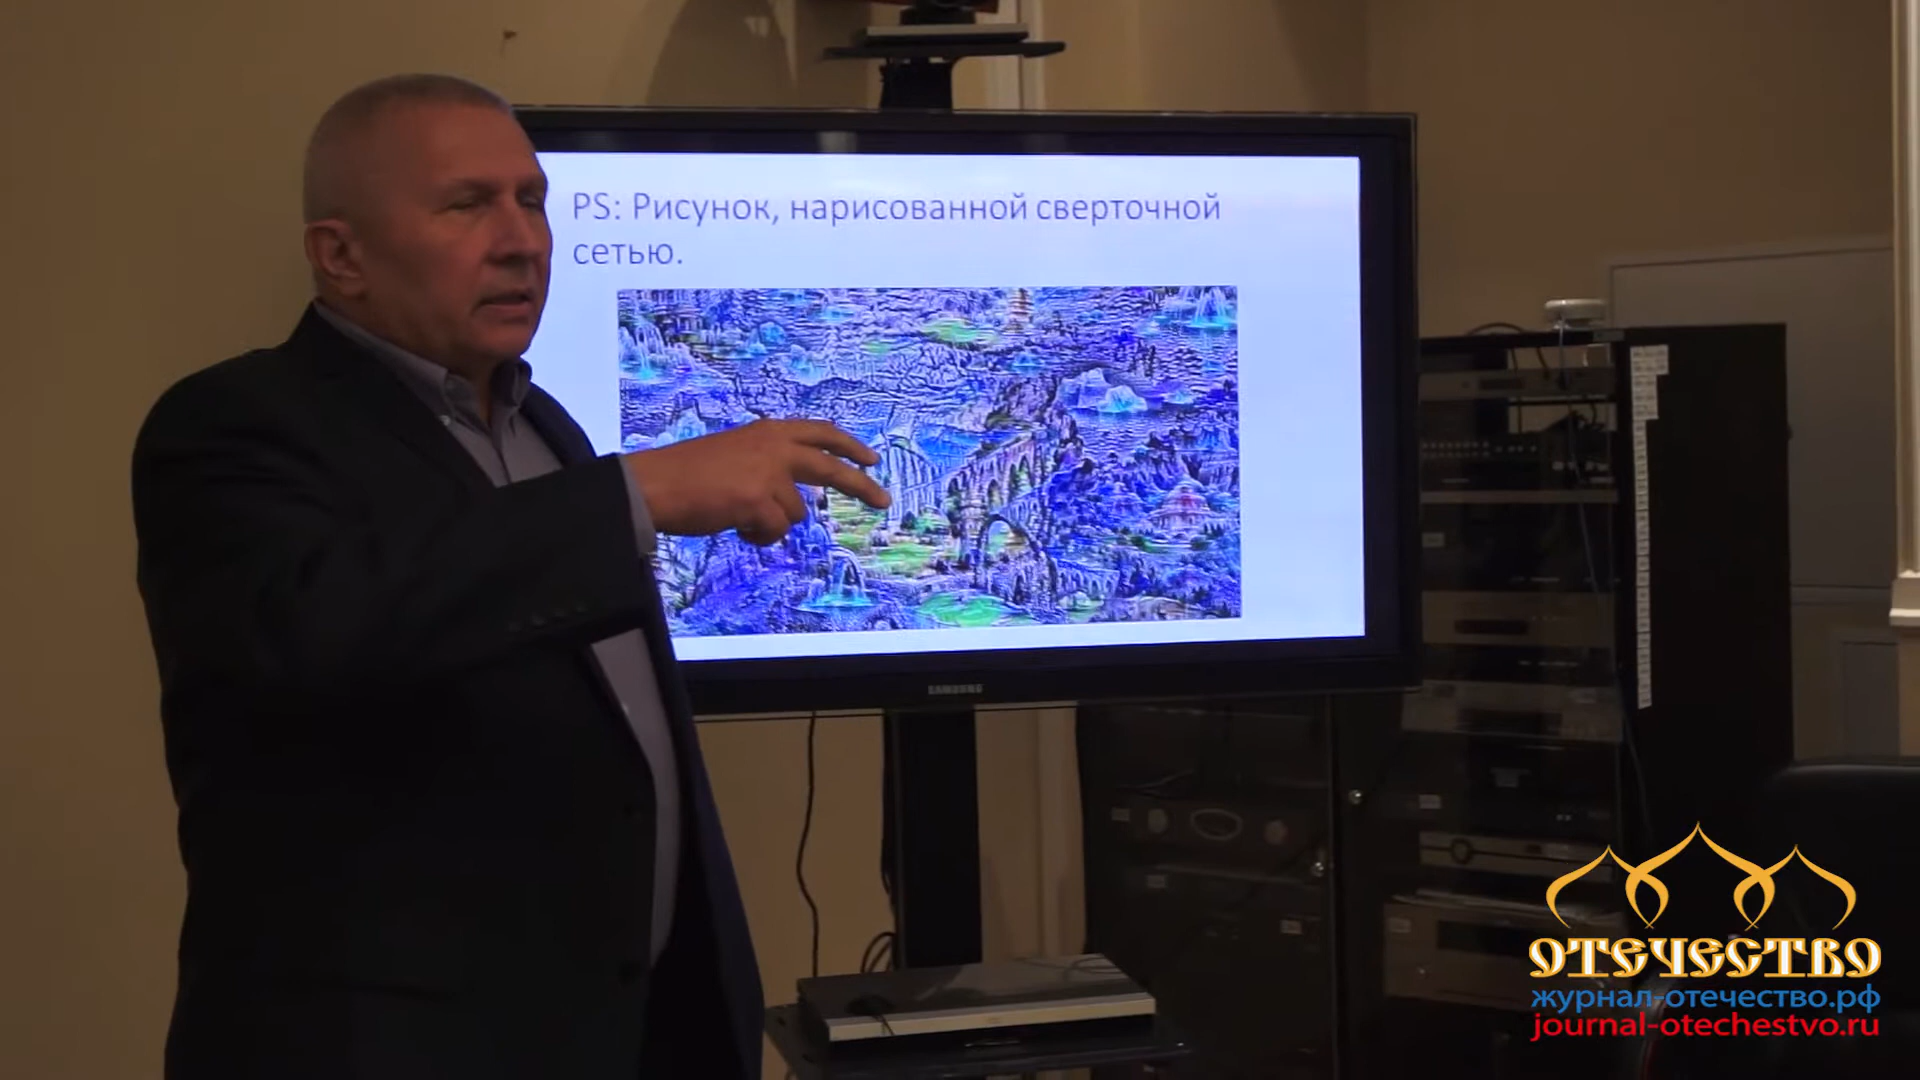 PS: Рисунок, нарисованной сверточной
сетью.
SAMSUNG
ОТЕЧЕСТВО
журнал-отечество.рф
journal-otechestvo.ru